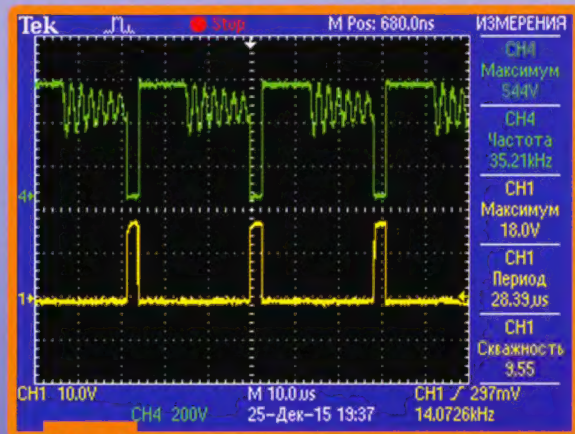 Tek Stop M Pos: 680.0ns ИЗМЕРЕНИЯ
CH4
Максимум
544V
CH4
Частота
35.21kHz
CH1
Максимум
18.0V
CH1
Период
28.39µs
CH1
Скважность
9.55
4
1
CH1 10.0V M 10.0µs CH1 297mV
CH4 200V 25-Дек-15 19:37 14.0726kHz